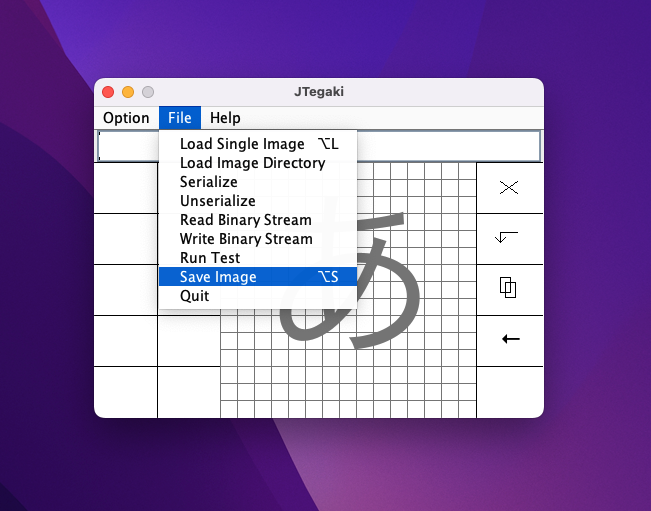 JTegaki
Option File Help
Load Single Image ⌥L
Load Image Directory
Serialize
Unserialize
Read Binary Stream
Write Binary Stream
Run Test
Save Image ⌥S
Quit
あ